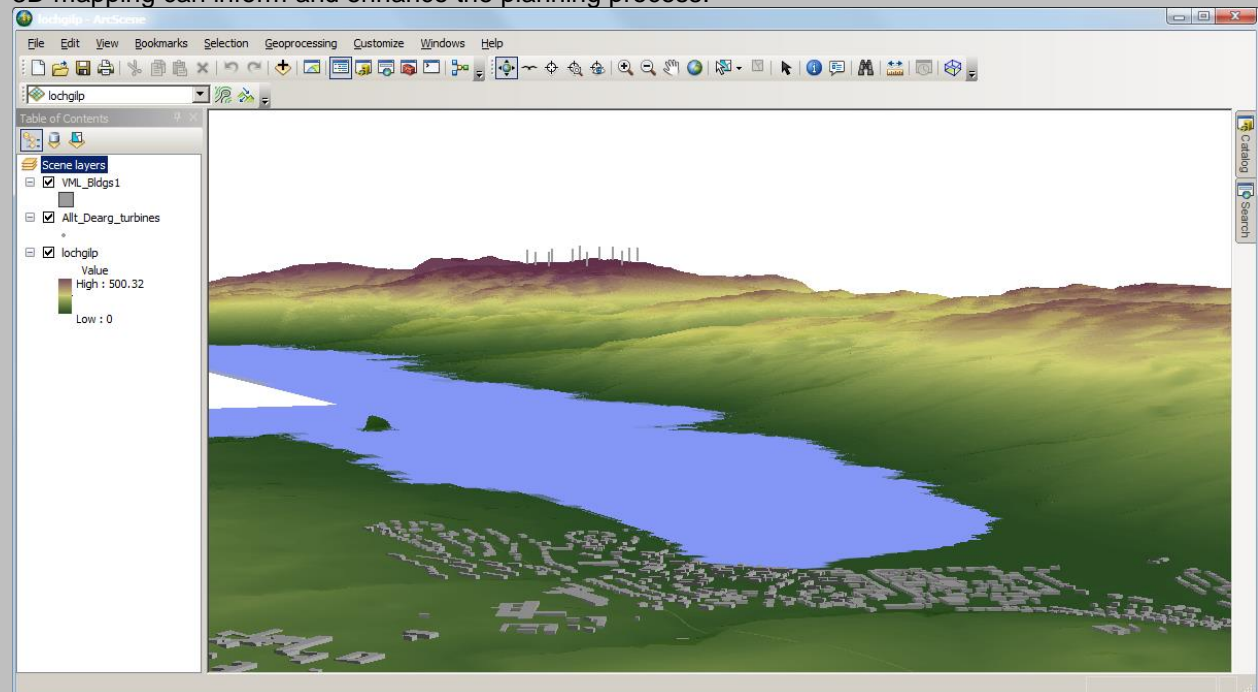 3D mapping can inform and enhance the planning process.
lochgilp - ArcScene
File Edit View Bookmarks Selection Geoprocessing Customize Windows Help
lochgilp
Table of Contents
Scene layers
VML_Bldgs1
Allt_Dearg_turbines
lochgilp
Value
High : 500.32
Low : 0
Catalog
Search